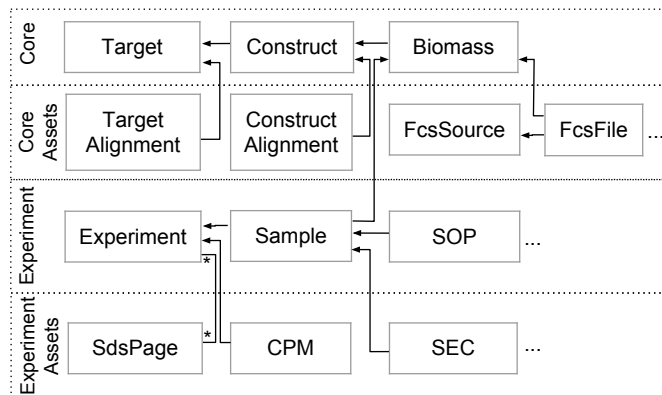 Core
Target
Construct
Biomass
Core
Assets
Target
Alignment
Construct
Alignment
FcsSource
FcsFile
...
Experiment
Experiment
Sample
SOP
...
*
Experiment
Assets
*
SdsPage
CPM
SEC
...